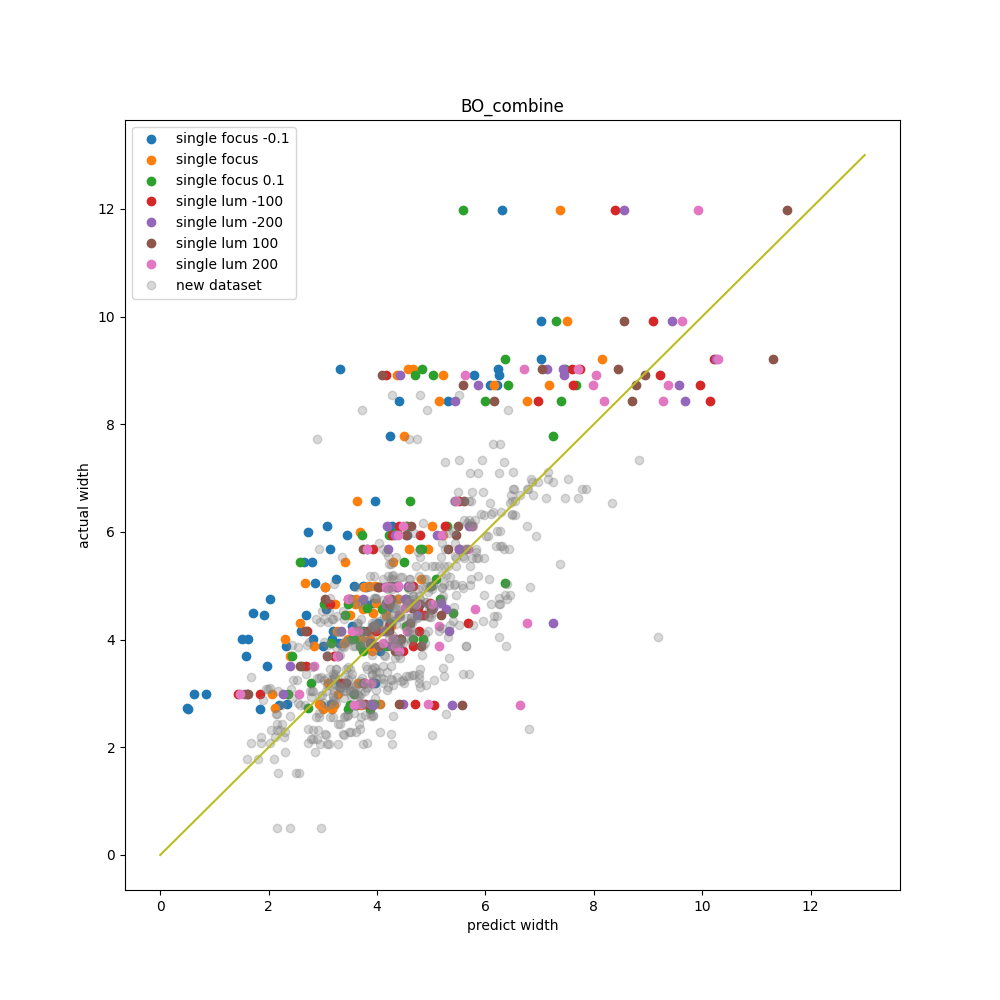 BO_combine
single focus -0.1
single focus
single focus 0.1
single lum -100
single lum -200
single lum 100
single lum 200
new dataset
12
10
8
6
4
2
0
actual width
0 2 4 6 8 10 12
predict width